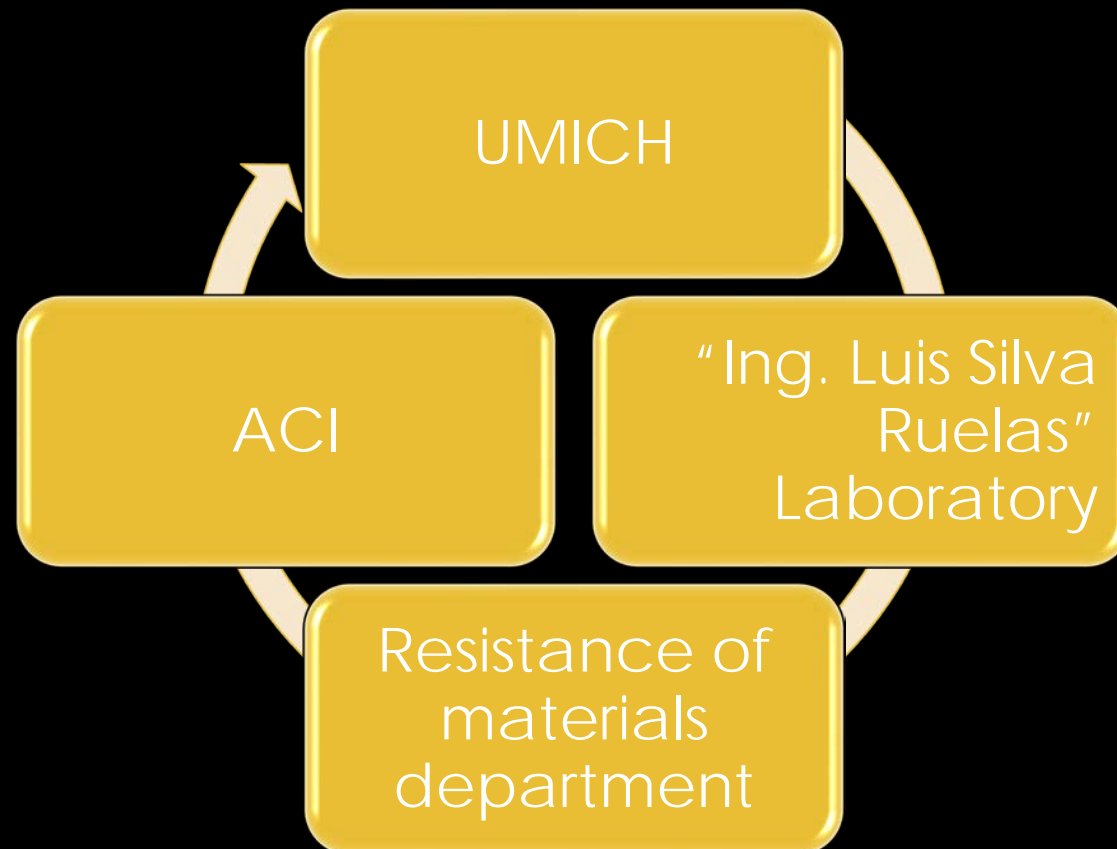 UMICH
“Ing. Luis Silva
Ruelas”
Laboratory
Resistance of
materials
department
ACI